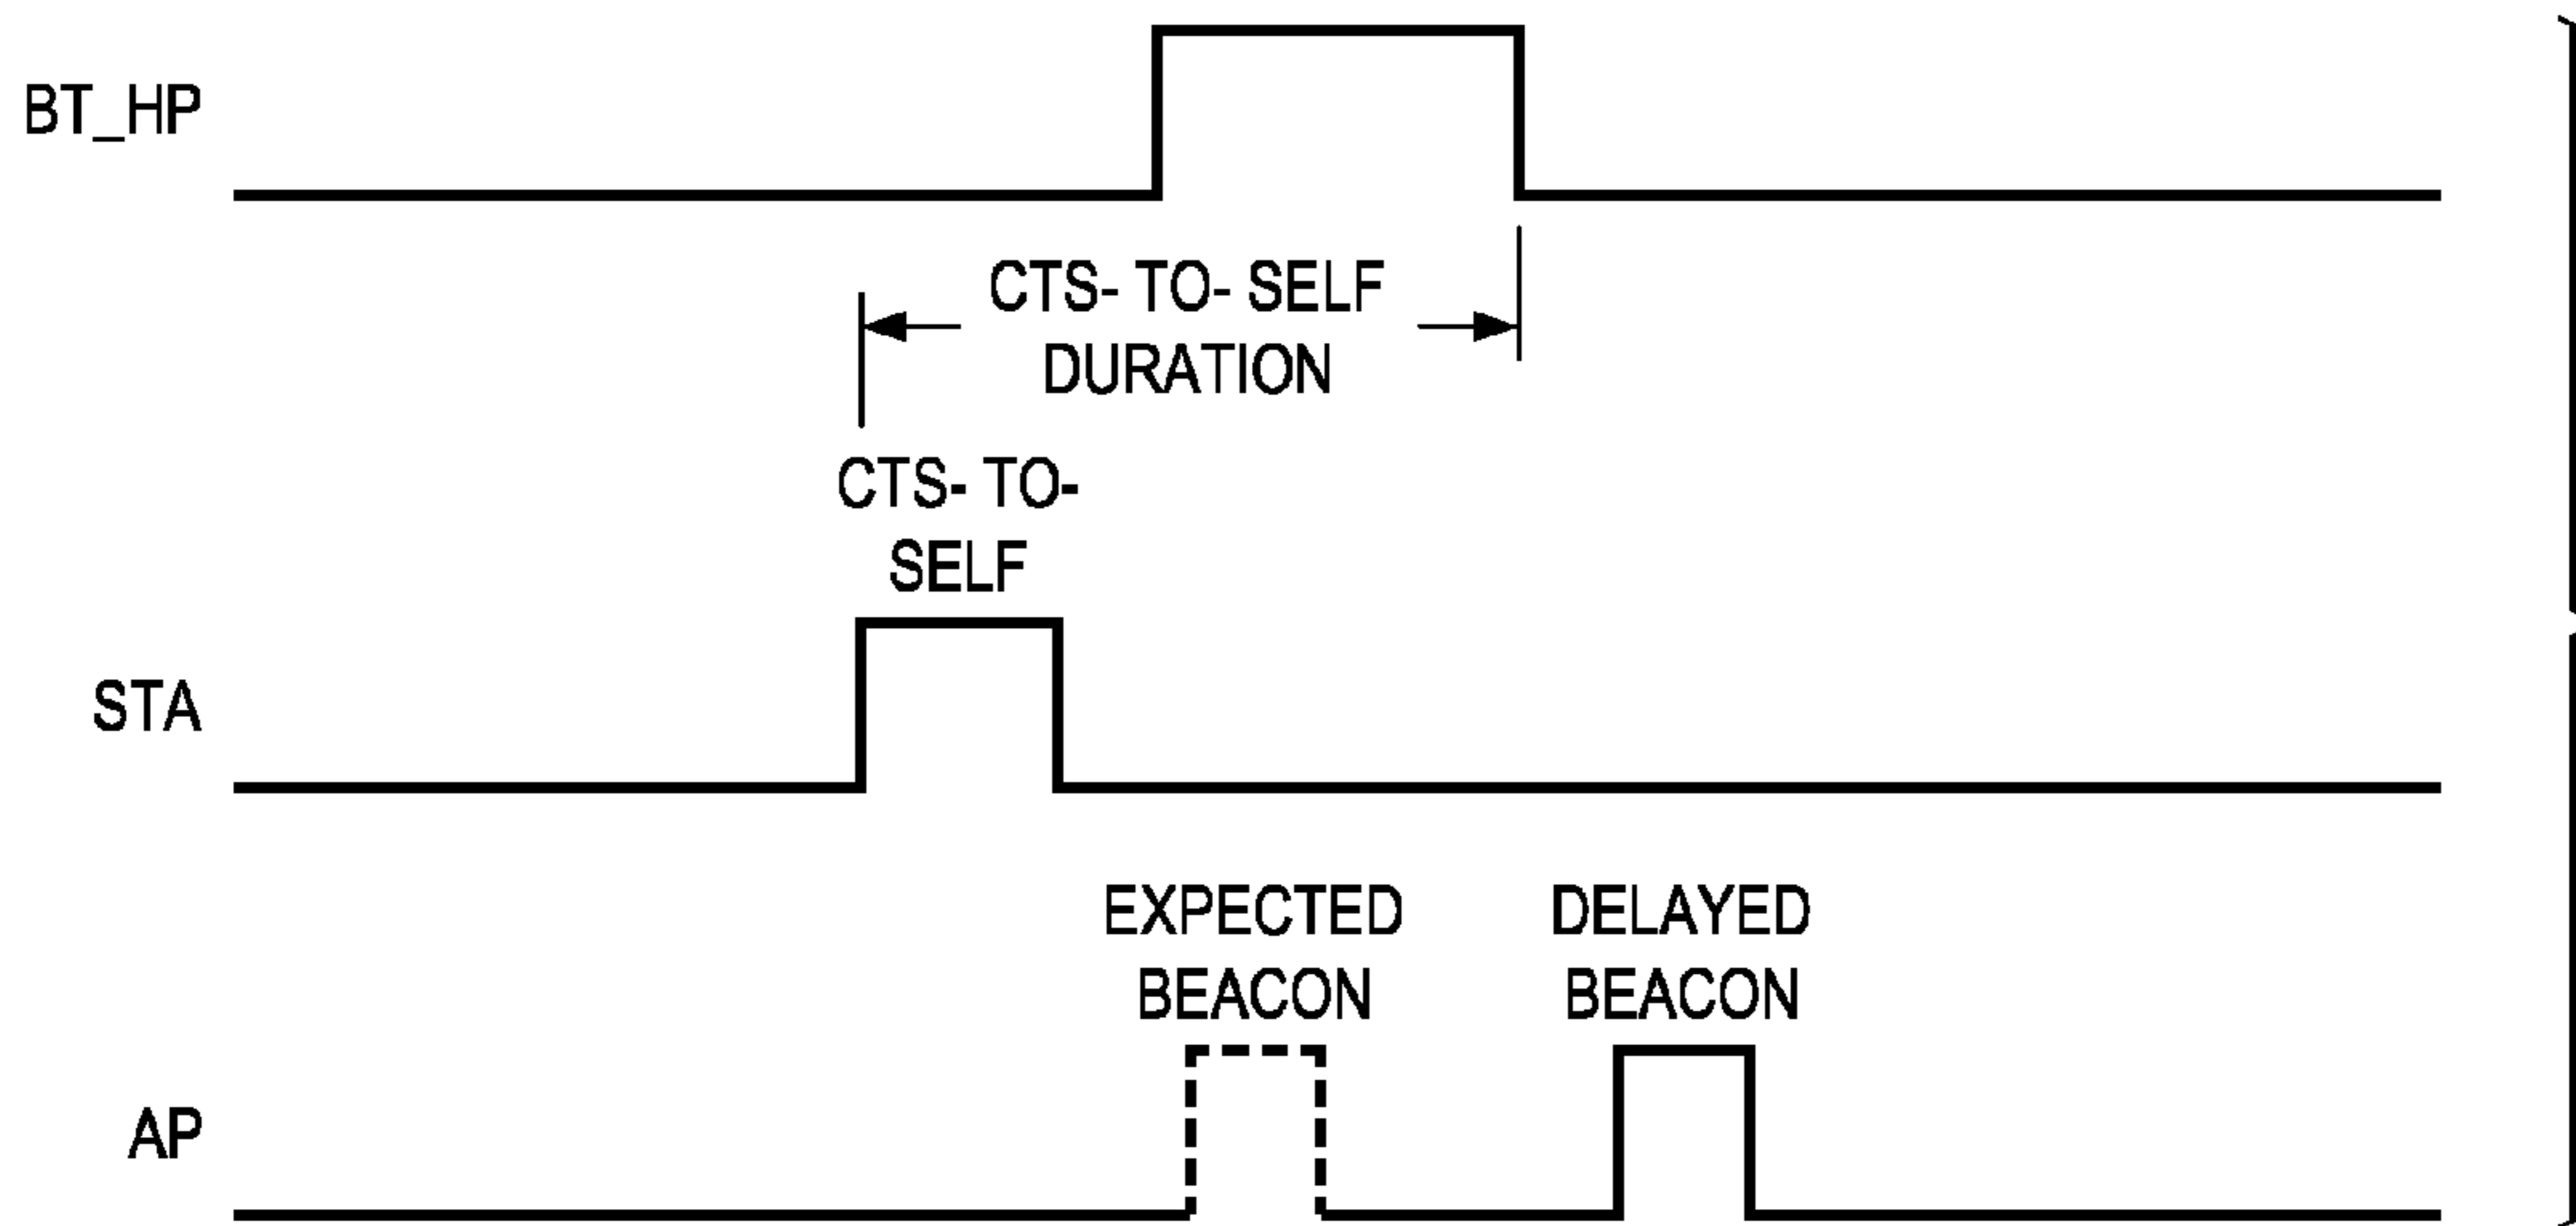 BT_HP
CTS- TO- SELF
DURATION
CTS- TO-
SELF
STA
EXPECTED
BEACON
DELAYED
BEACON
AP